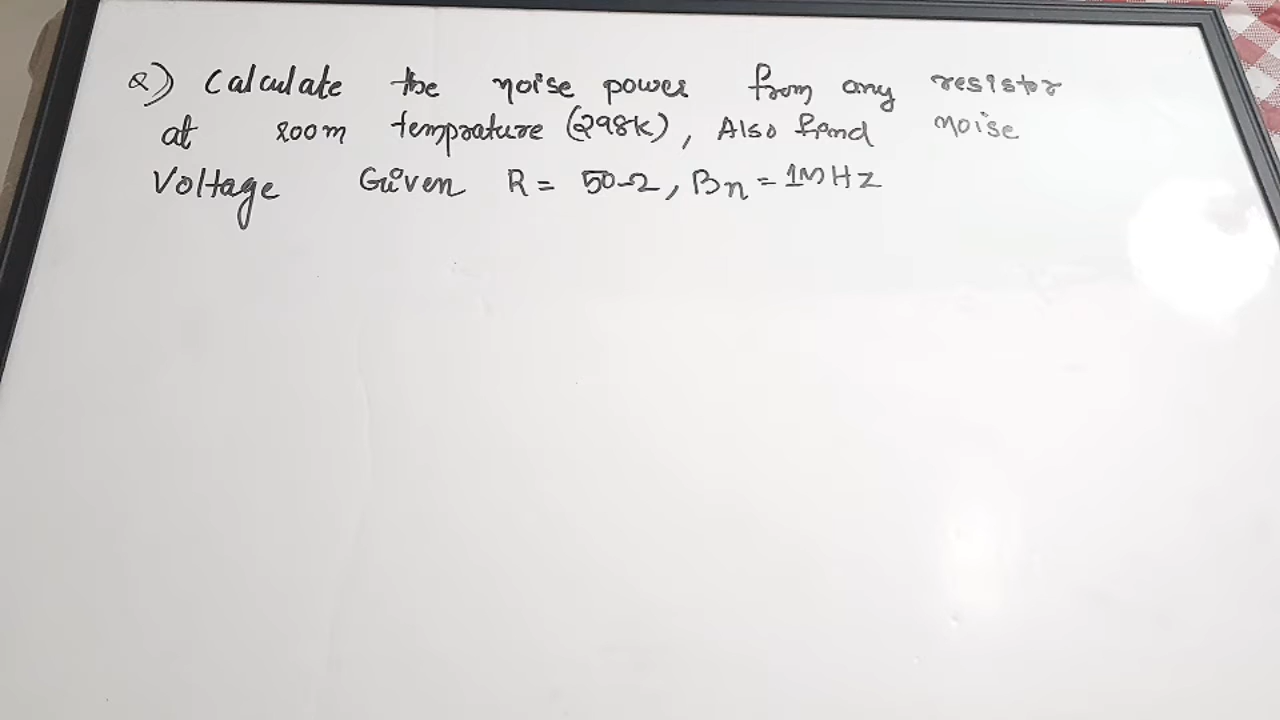 Q) Calculate the noise power from any resistor
at room temprature (298K), Also find noise
Voltage Given R = 50Ω, Bn = 1MHz